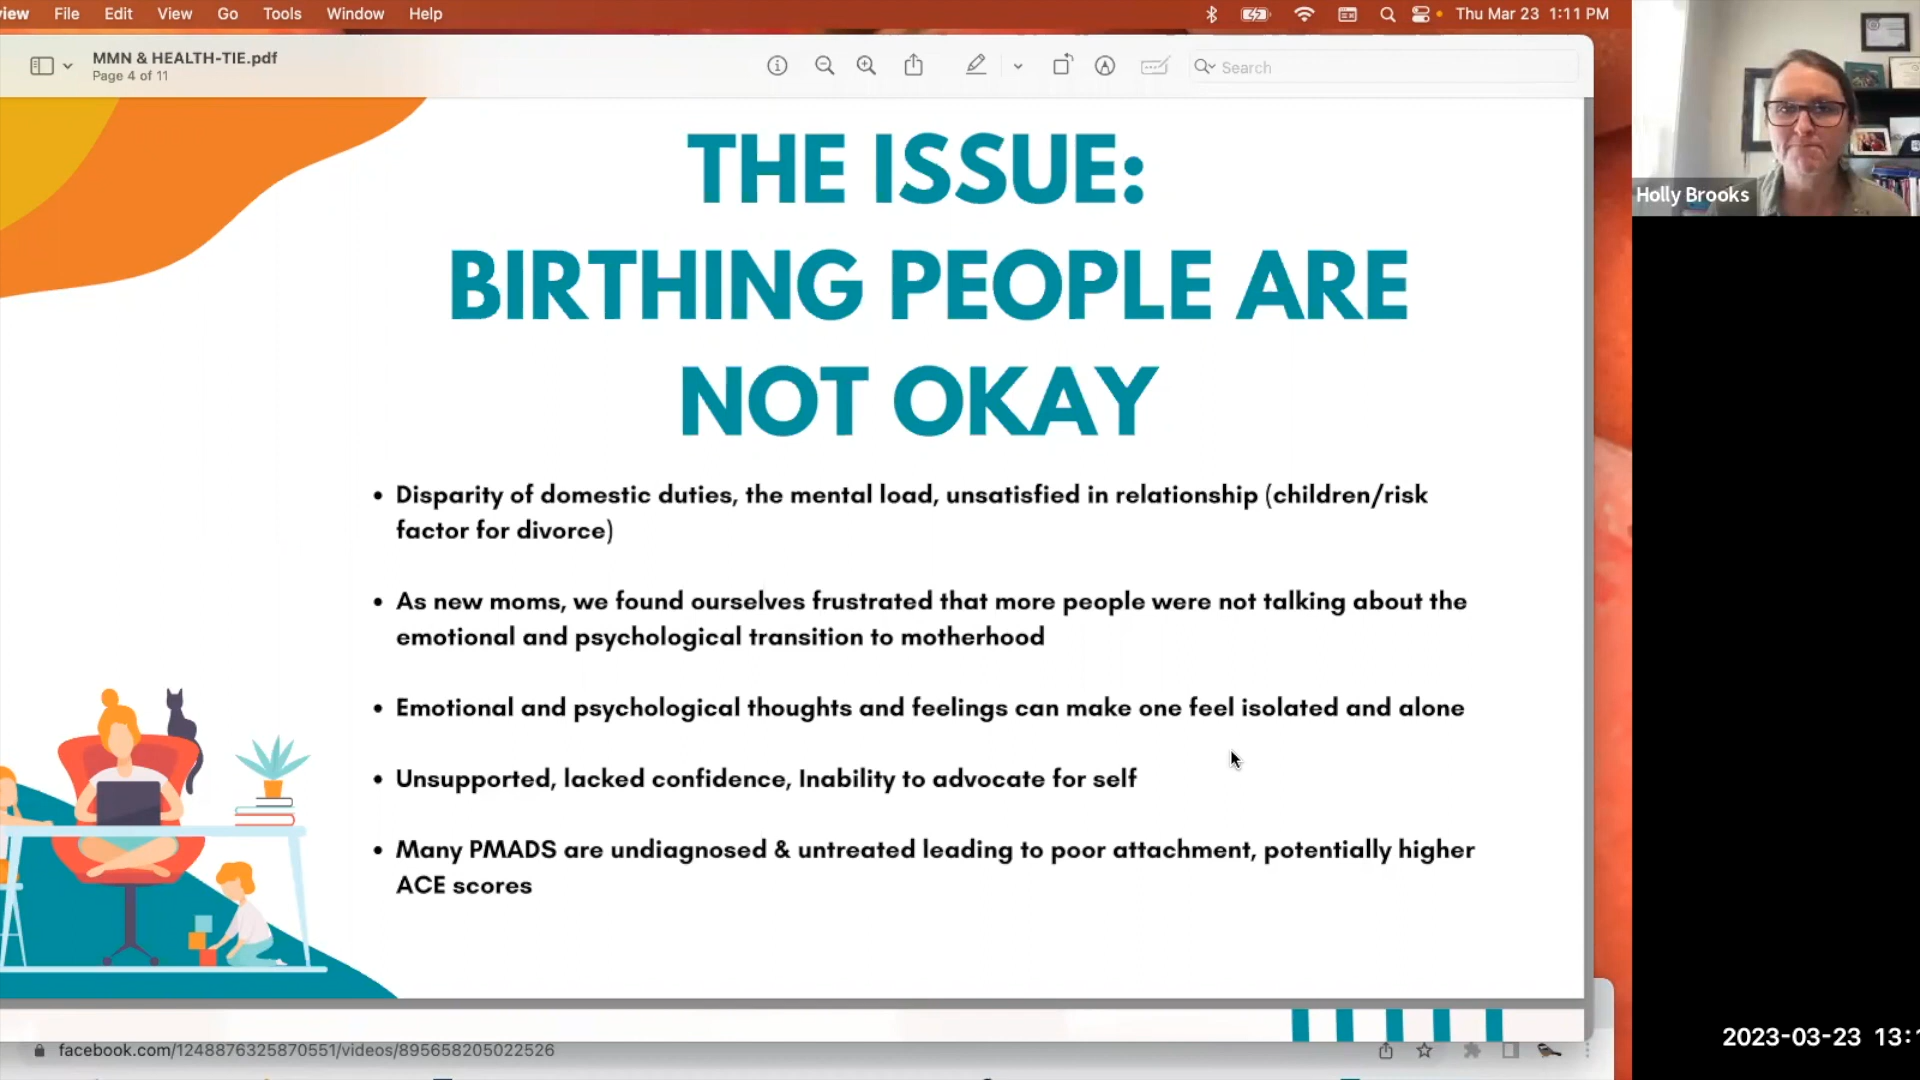 iew File Edit View Go Tools Window Help Thu Mar 23 1:11 PM
MMN & HEALTH-TIE.pdf
Page 4 of 11
Search
Holly Brooks
THE ISSUE:
BIRTHING PEOPLE ARE
NOT OKAY
• Disparity of domestic duties, the mental load, unsatisfied in relationship (children/risk
factor for divorce)
• As new moms, we found ourselves frustrated that more people were not talking about the
emotional and psychological transition to motherhood
• Emotional and psychological thoughts and feelings can make one feel isolated and alone
• Unsupported, lacked confidence, Inability to advocate for self
• Many PMADS are undiagnosed & untreated leading to poor attachment, potentially higher
ACE scores
2023-03-23 13:1
facebook.com/1248876325870551/videos/895658205022526